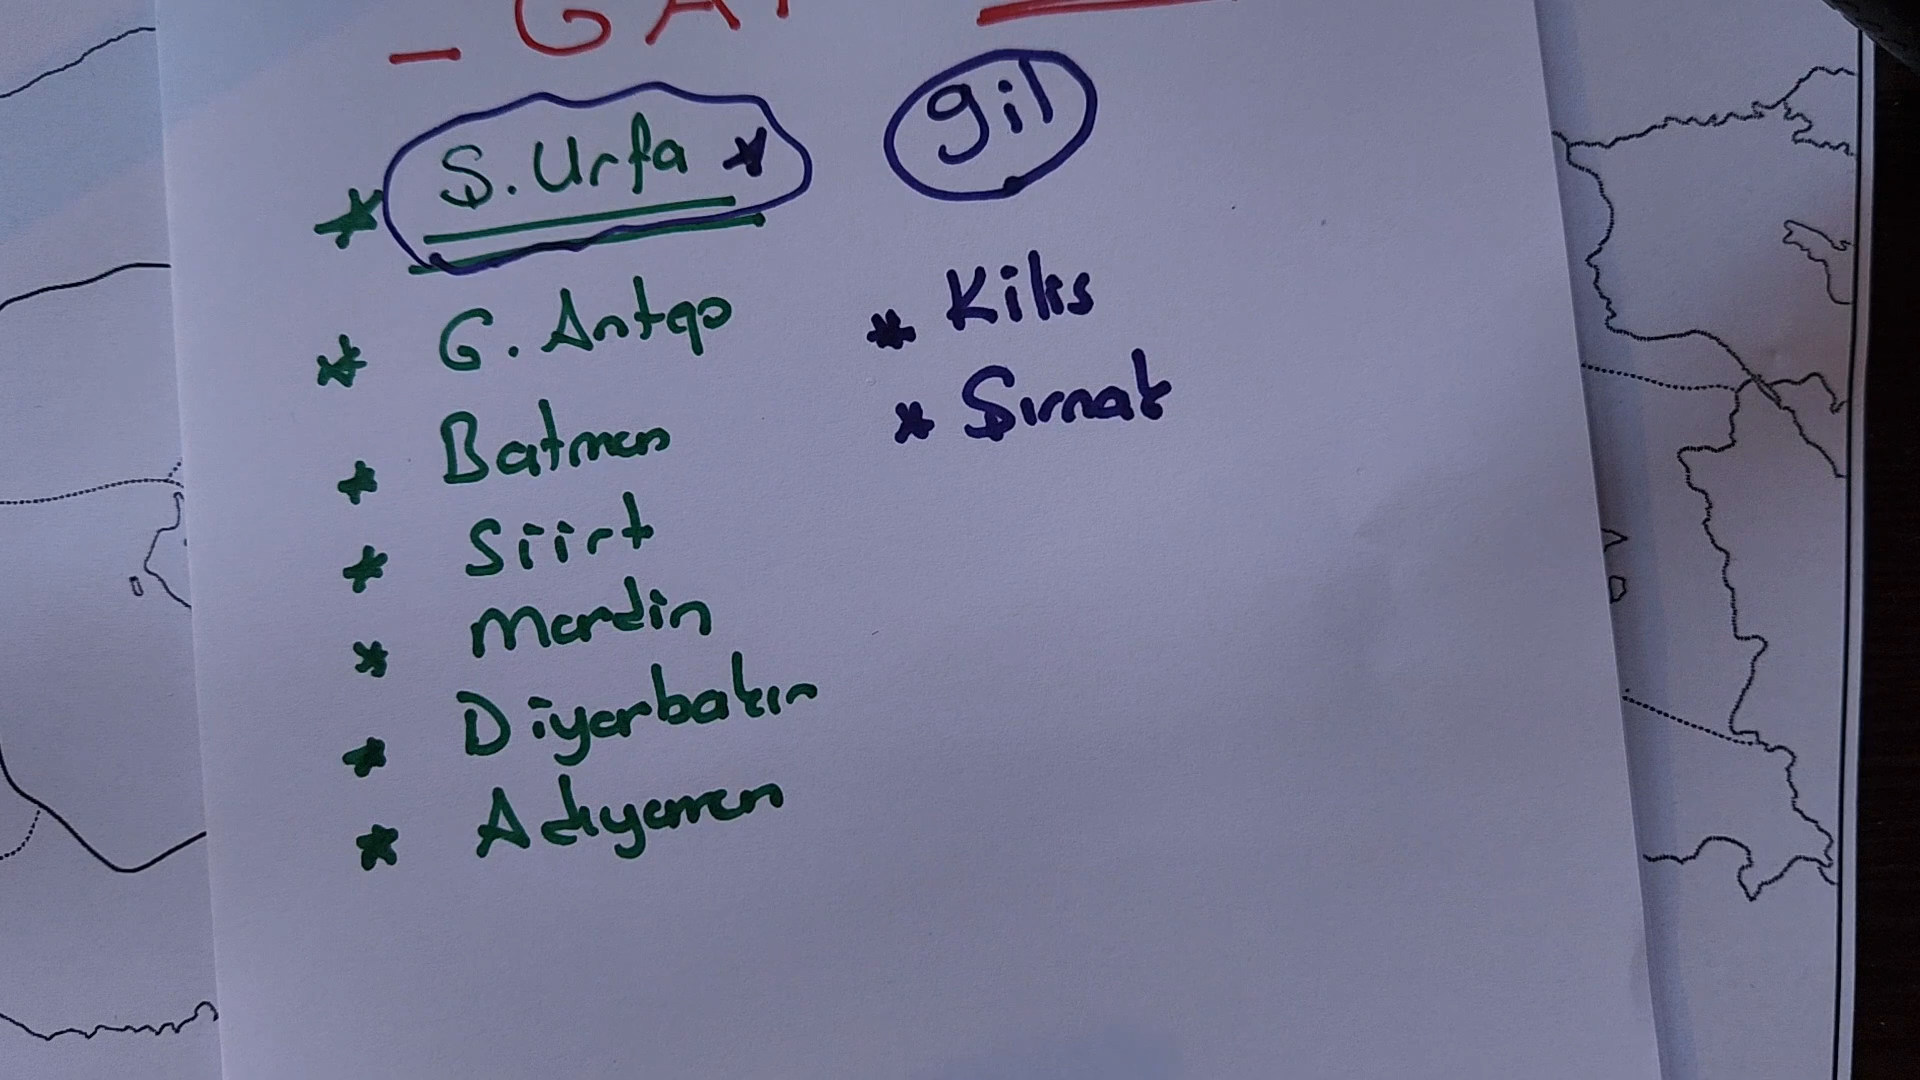 - GAP
* S. Urfa *
gil
* G. Antep
* Batman
* Siirt
* Mardin
* Diyarbakır
* Adıyaman
* Kilis
* Şırnak